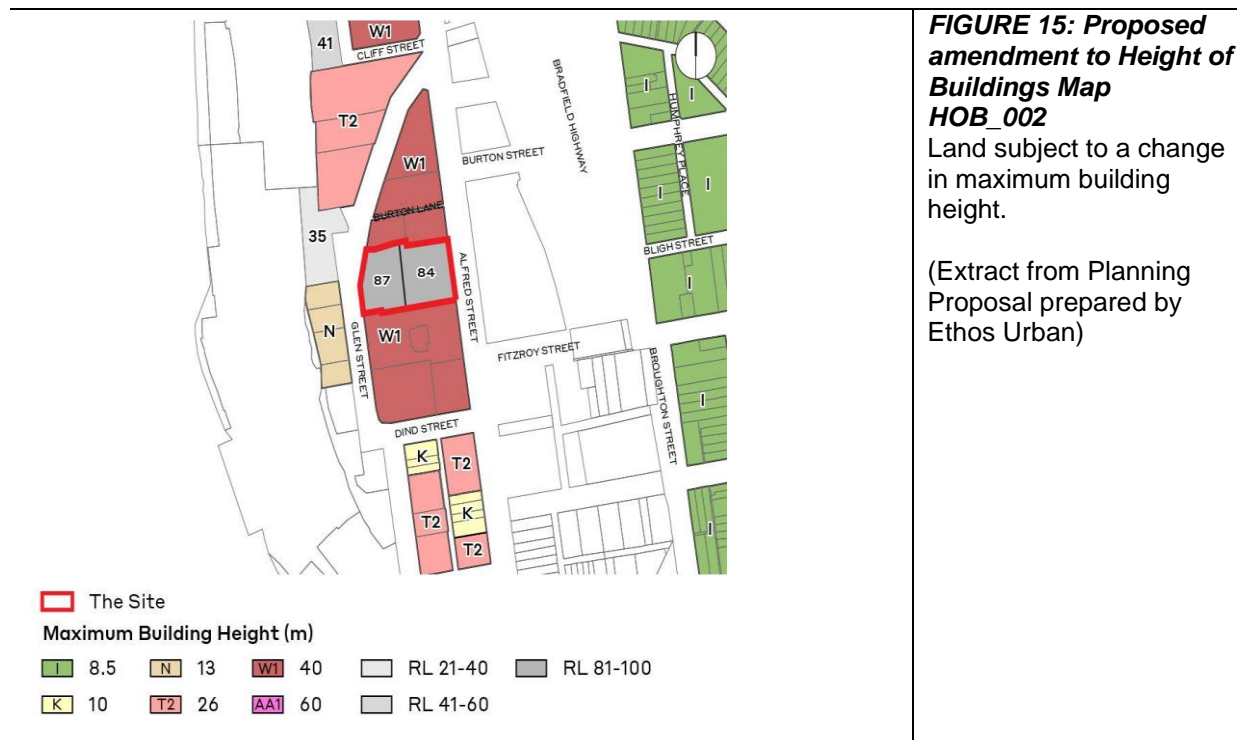 41
W1
CLIFF STREET
T2
W1
BURTON STREET
BRADFIELD HIGHWAY
I
I
HUMPHREY PLACE
I
I
BURTON LANE
35
87
84
ALFRED STREET
BLIGH STREET
I
N
GLEN STREET
W1
FITZROY STREET
BROUGHTON STREET
I
DIND STREET
K
T2
T2
K
T2
I
The Site
Maximum Building Height (m)
I 8.5 N 13 W1 40 RL 21-40 RL 81-100
K 10 T2 26 AA1 60 RL 41-60
FIGURE 15: Proposed
amendment to Height of
Buildings Map
HOB_002
Land subject to a change
in maximum building
height.
(Extract from Planning
Proposal prepared by
Ethos Urban)